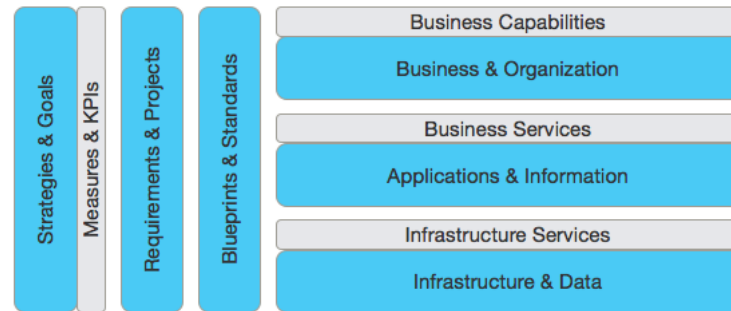 Strategies & Goals
Measures & KPIs
Requirements & Projects
Blueprints & Standards
Business Capabilities
Business & Organization
Business Services
Applications & Information
Infrastructure Services
Infrastructure & Data